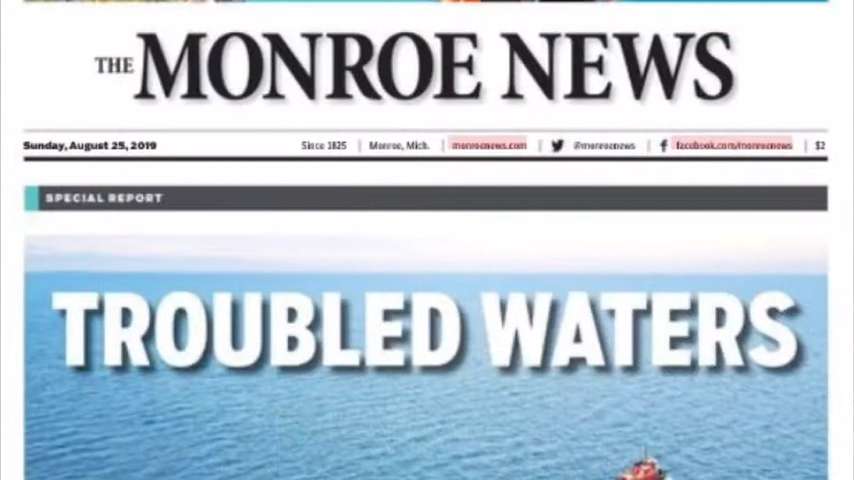 THE MONROE NEWS
Sunday, August 25, 2019 | Since 1825 | Monroe, Mich. | monroenews.com | @monroenews | facebook.com/monroenews | $2
SPECIAL REPORT
TROUBLED WATERS